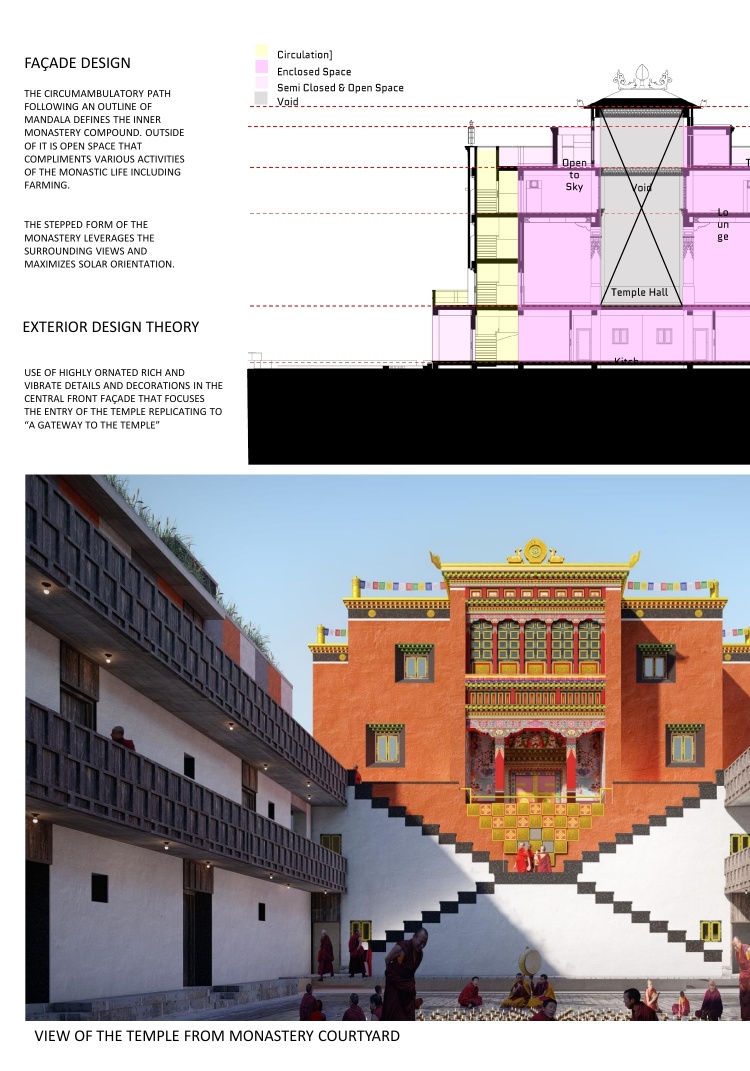 FAÇADE DESIGN
THE CIRCUMAMBULATORY PATH
FOLLOWING AN OUTLINE OF
MANDALA DEFINES THE INNER
MONASTERY COMPOUND. OUTSIDE
OF IT IS OPEN SPACE THAT
COMPLIMENTS VARIOUS ACTIVITIES
OF THE MONASTIC LIFE INCLUDING
FARMING.
THE STEPPED FORM OF THE
MONASTERY LEVERAGES THE
SURROUNDING VIEWS AND
MAXIMIZES SOLAR ORIENTATION.
EXTERIOR DESIGN THEORY
USE OF HIGHLY ORNATED RICH AND
VIBRATE DETAILS AND DECORATIONS IN THE
CENTRAL FRONT FAÇADE THAT FOCUSES
THE ENTRY OF THE TEMPLE REPLICATING TO
“A GATEWAY TO THE TEMPLE”
Circulation]
Enclosed Space
Semi Closed & Open Space
Void
Open
to
Sky
Void
Lo
un
ge
Temple Hall
Kitch
VIEW OF THE TEMPLE FROM MONASTERY COURTYARD